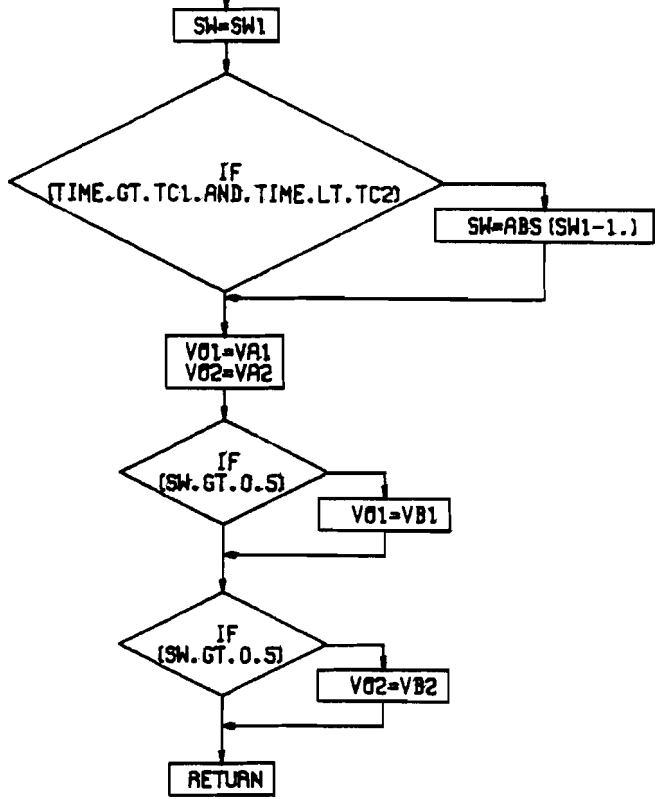 SW=SW1
IF
(TIME.GT.TC1.AND.TIME.LT.TC2)
SW=ABS(SW1-1.)
VO1=VA1
VO2=VA2
IF
(SW.GT.0.5)
VO1=VB1
IF
(SW.GT.0.5)
VO2=VB2
RETURN